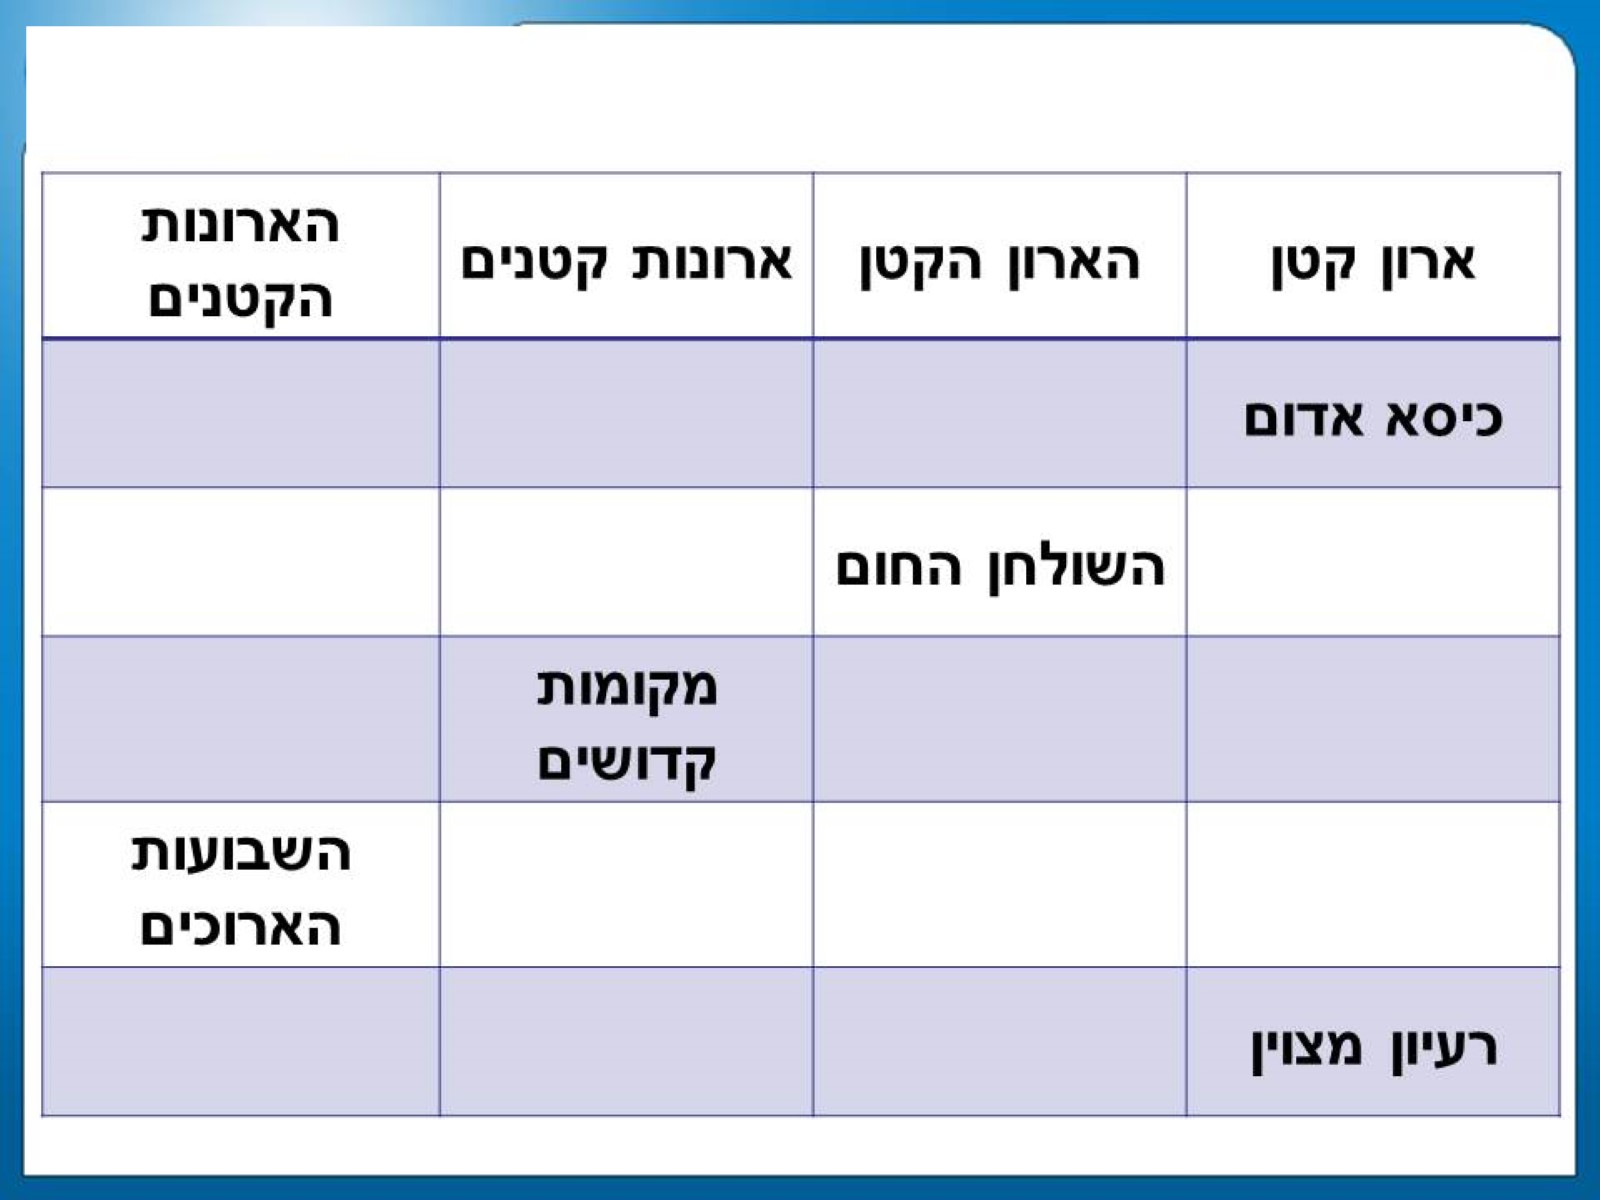 ארון קטן
הארון הקטן
ארונות קטנים
הארונות
הקטנים
כיסא אדום
השולחן החום
מקומות
קדושים
השבועות
הארוכים
רעיון מצוין